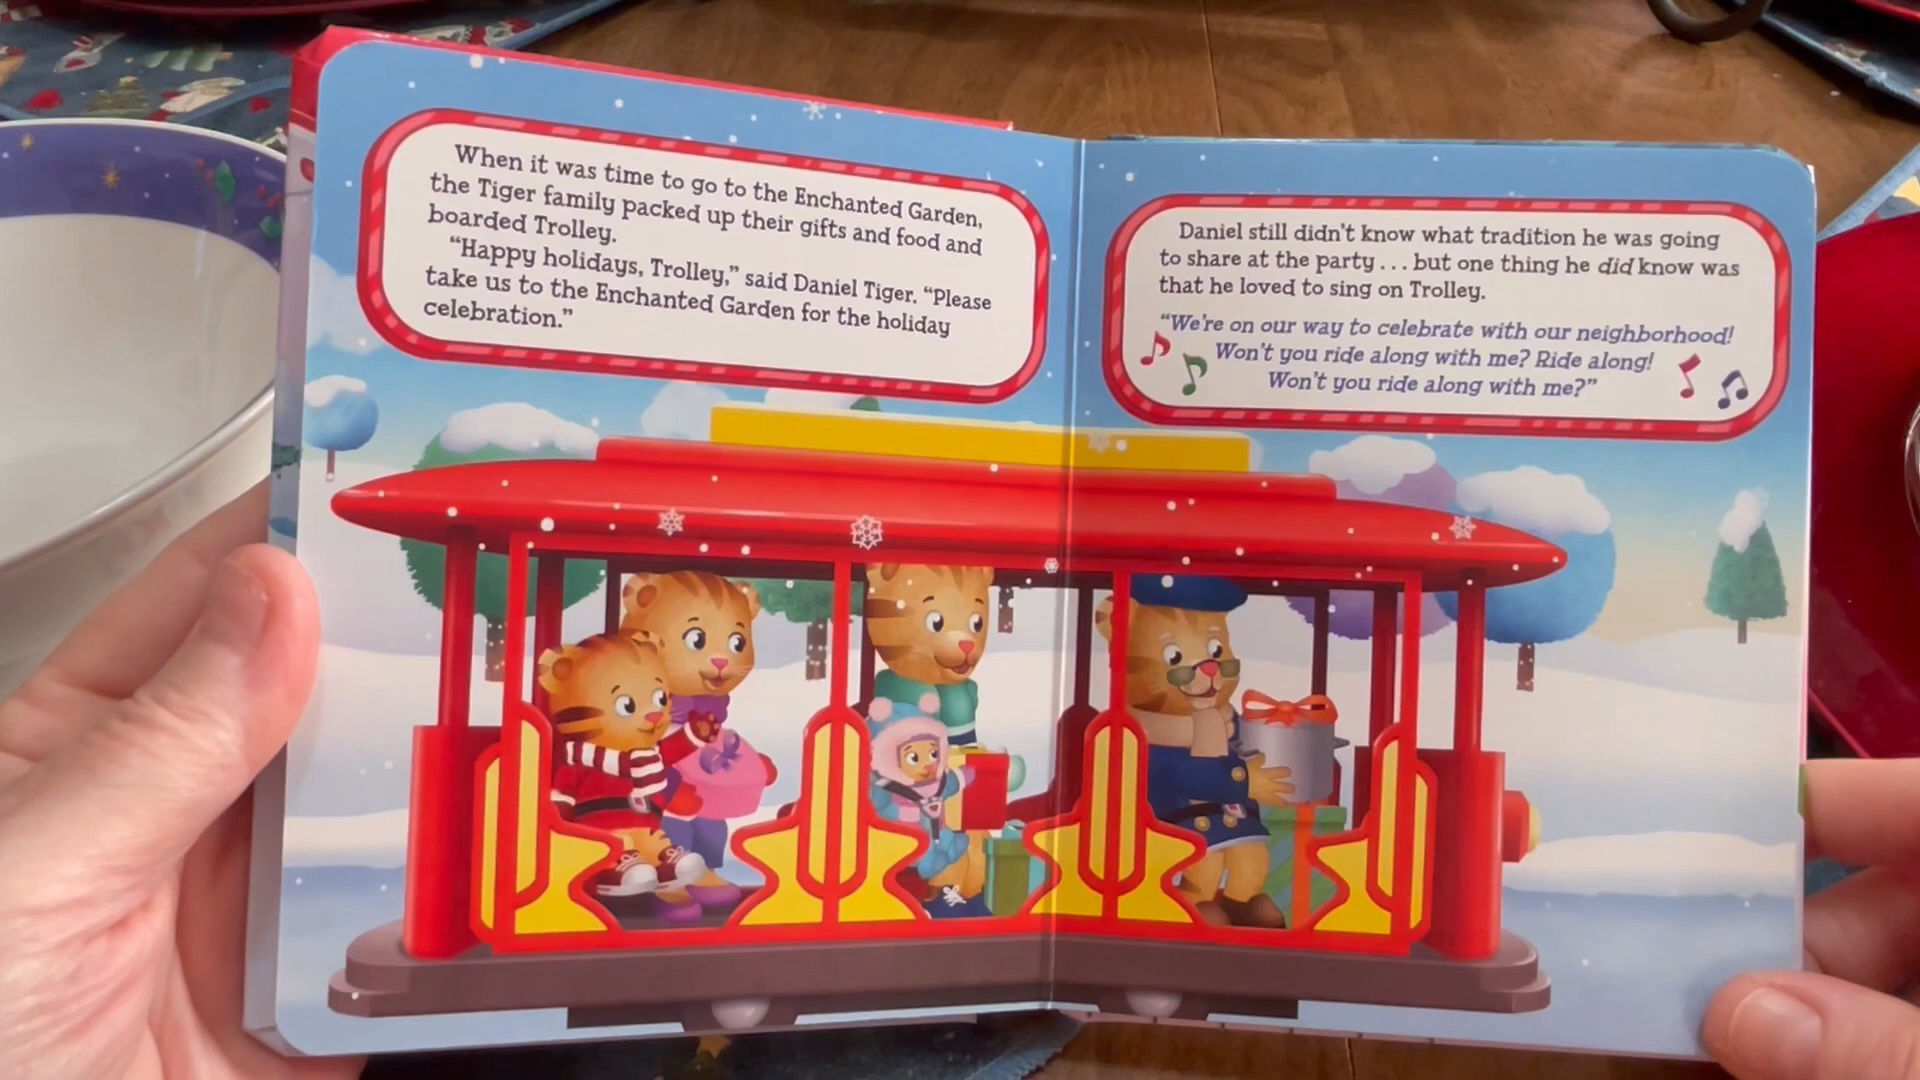 When it was time to go to the Enchanted Garden,
the Tiger family packed up their gifts and food and
boarded Trolley.
“Happy holidays, Trolley,” said Daniel Tiger. “Please
take us to the Enchanted Garden for the holiday
celebration.”
Daniel still didn't know what tradition he was going
to share at the party . . . but one thing he did know was
that he loved to sing on Trolley.
“We're on our way to celebrate with our neighborhood!
Won't you ride along with me? Ride along!
Won't you ride along with me?”